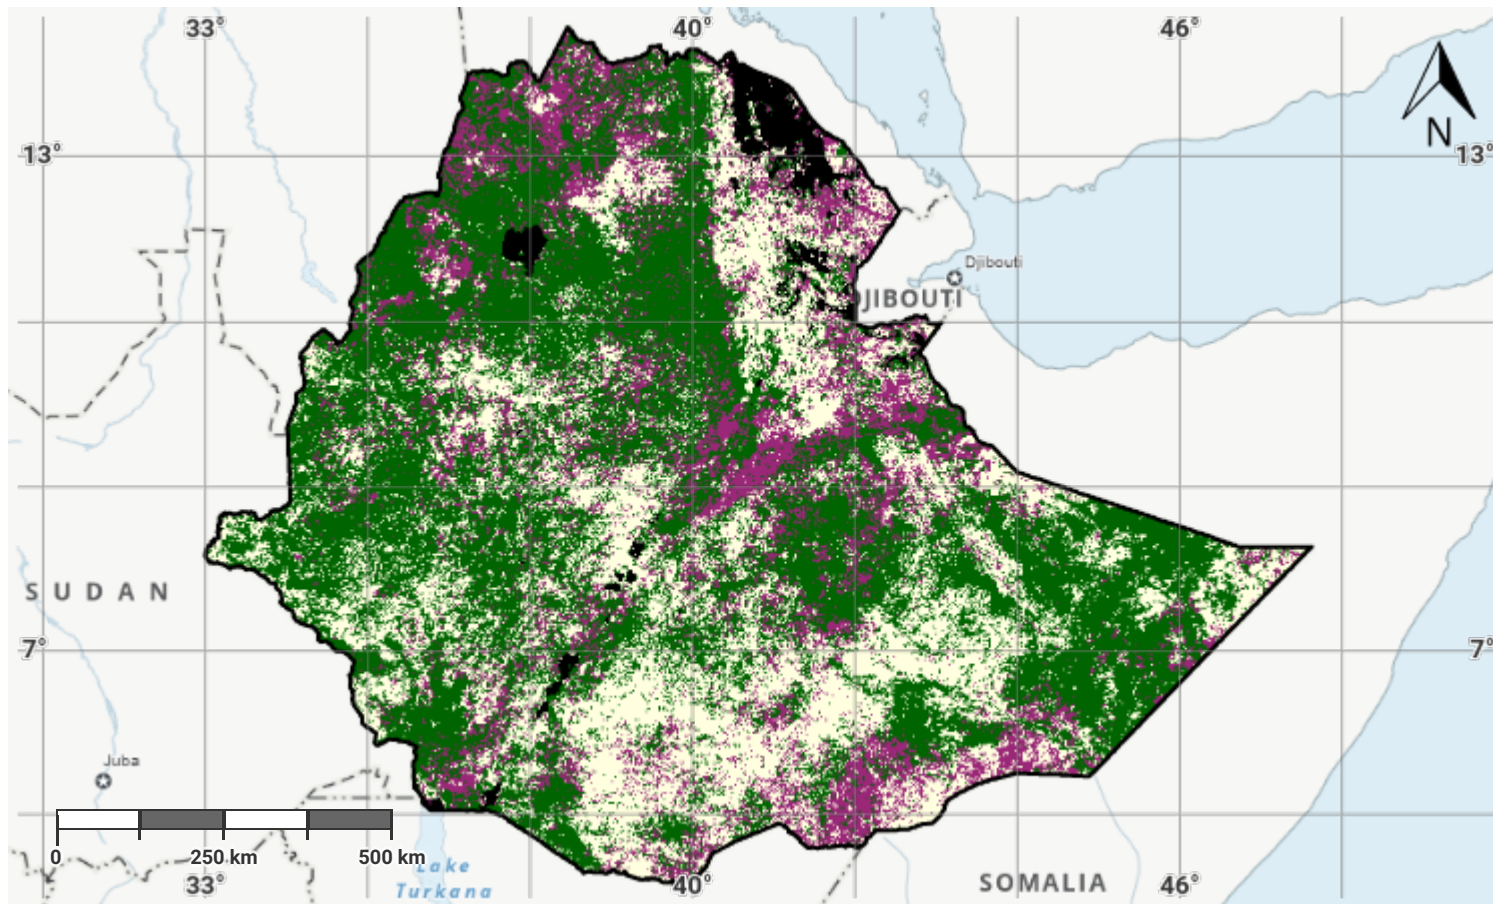 33° 40° 46°
N
13° 13°
Djibouti
DJIBOUTI
SUDAN
7° 7°
Juba
0 250 km 500 km
Lake
Turkana
33° 40° 46°
SOMALIA